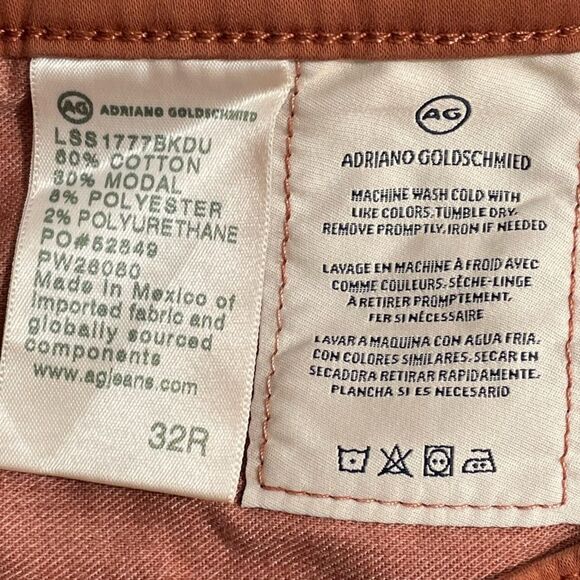 AG ADRIANO GOLDSCHMIED
LSS1777BKDU
60% COTTON
30% MODAL
8% POLYESTER
2% POLYURETHANE
PO#52849
PW26080
Made in Mexico of
imported fabric and
globally sourced
components
www.agjeans.com
32R
AG
ADRIANO GOLDSCHMIED
MACHINE WASH COLD WITH
LIKE COLORS. TUMBLE DRY.
REMOVE PROMPTLY, IRON IF NEEDED
LAVAGE EN MACHINE À FROID AVEC
COMME COULEURS. SÈCHE-LINGE
A RETIRER PROMPTEMENT,
FER SI NÉCESSAIRE
LAVAR A MAQUINA CON AGUA FRIA.
CON COLORES SIMILARES. SECAR EN
SECADORA RETIRAR RAPIDAMENTE.
PLANCHA SI ES NECESARIO